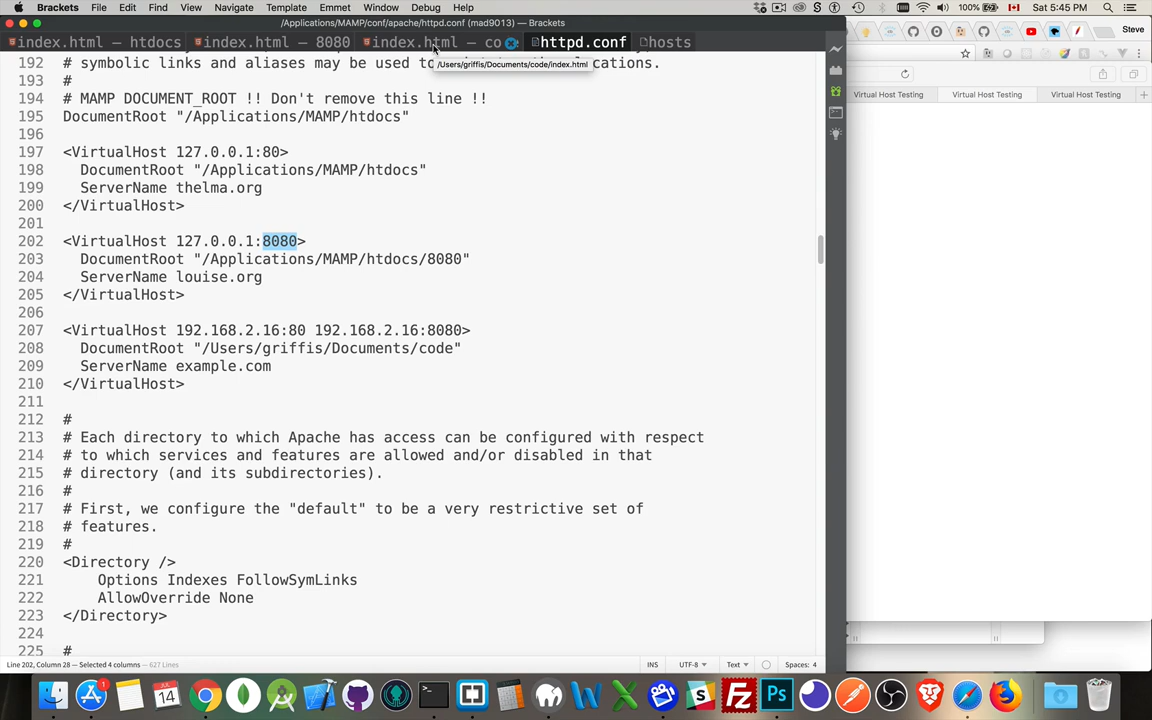 Brackets File Edit Find View Navigate Template Emmet Window Debug Help 100% Sat 5:45 PM
/Applications/MAMP/conf/apache/httpd.conf (mad9013) — Brackets
index.html — htdocs index.html — 8080 index.html — co httpd.conf hosts
/Users/griffis/Documents/code/index.html
192 # symbolic links and aliases may be used to locations.
193 #
194 # MAMP DOCUMENT_ROOT !! Don't remove this line !!
195 DocumentRoot "/Applications/MAMP/htdocs"
196
197 <VirtualHost 127.0.0.1:80>
198 DocumentRoot "/Applications/MAMP/htdocs"
199 ServerName thelma.org
200 </VirtualHost>
201
202 <VirtualHost 127.0.0.1:8080>
203 DocumentRoot "/Applications/MAMP/htdocs/8080"
204 ServerName louise.org
205 </VirtualHost>
206
207 <VirtualHost 192.168.2.16:80 192.168.2.16:8080>
208 DocumentRoot "/Users/griffis/Documents/code"
209 ServerName example.com
210 </VirtualHost>
211
212 #
213 # Each directory to which Apache has access can be configured with respect
214 # to which services and features are allowed and/or disabled in that
215 # directory (and its subdirectories).
216 #
217 # First, we configure the "default" to be a very restrictive set of
218 # features.
219 #
220 <Directory />
221 Options Indexes FollowSymLinks
222 AllowOverride None
223 </Directory>
224
225 #
Line 202, Column 28 — Selected 4 columns — 627 Lines INS UTF-8 Text Spaces: 4
Steve
Virtual Host Testing Virtual Host Testing Virtual Host Testing